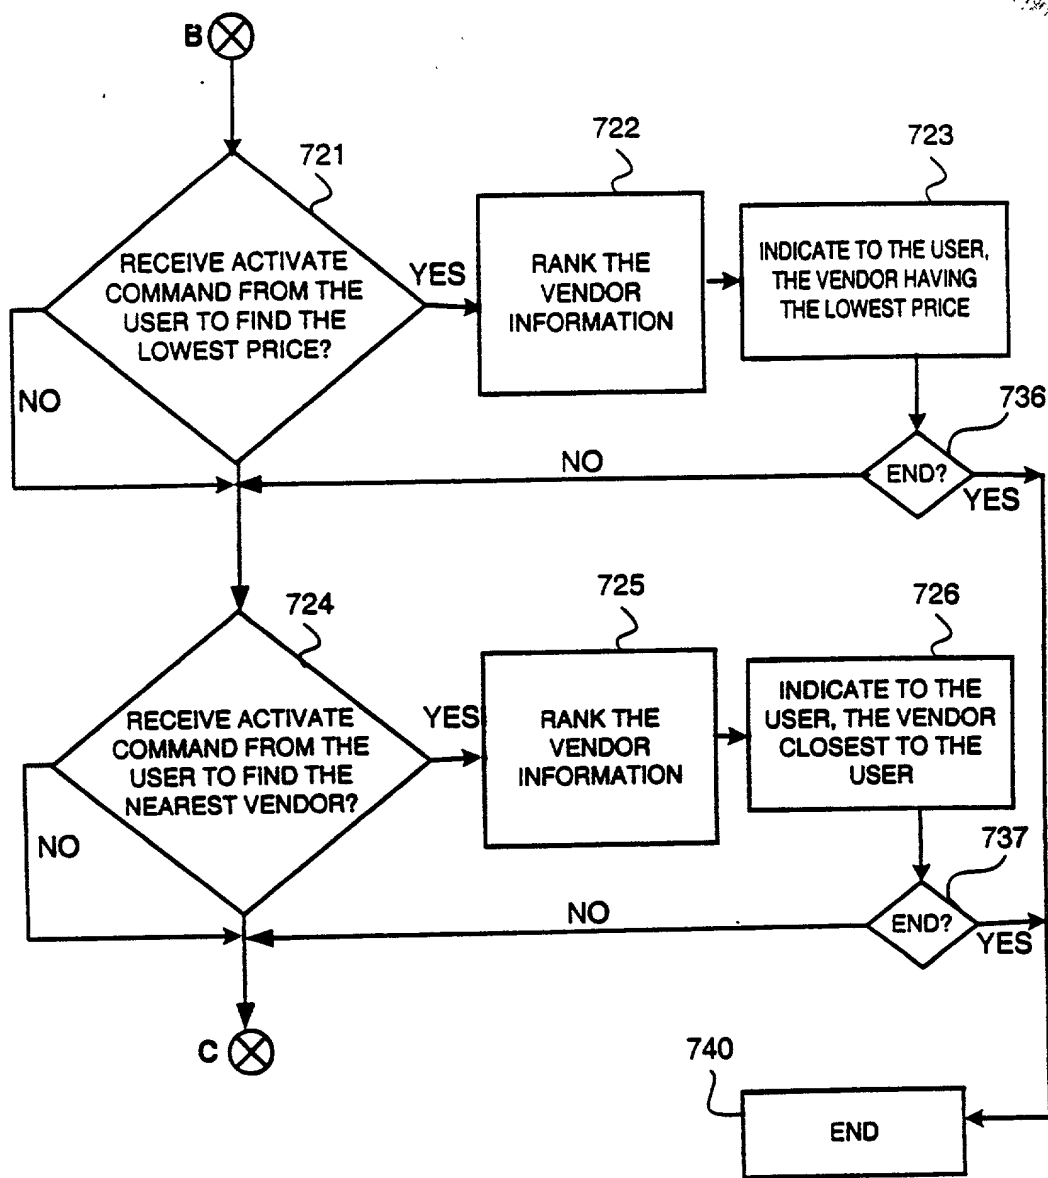 B
721
722
723
RECEIVE ACTIVATE
COMMAND FROM THE
USER TO FIND THE
LOWEST PRICE?
YES
RANK THE
VENDOR
INFORMATION
INDICATE TO THE USER,
THE VENDOR HAVING
THE LOWEST PRICE
NO
736
NO
END?
YES
724
725
726
RECEIVE ACTIVATE
COMMAND FROM THE
USER TO FIND THE
NEAREST VENDOR?
YES
RANK THE
VENDOR
INFORMATION
INDICATE TO THE
USER, THE VENDOR
CLOSEST TO THE
USER
NO
737
NO
END?
YES
C
740
END